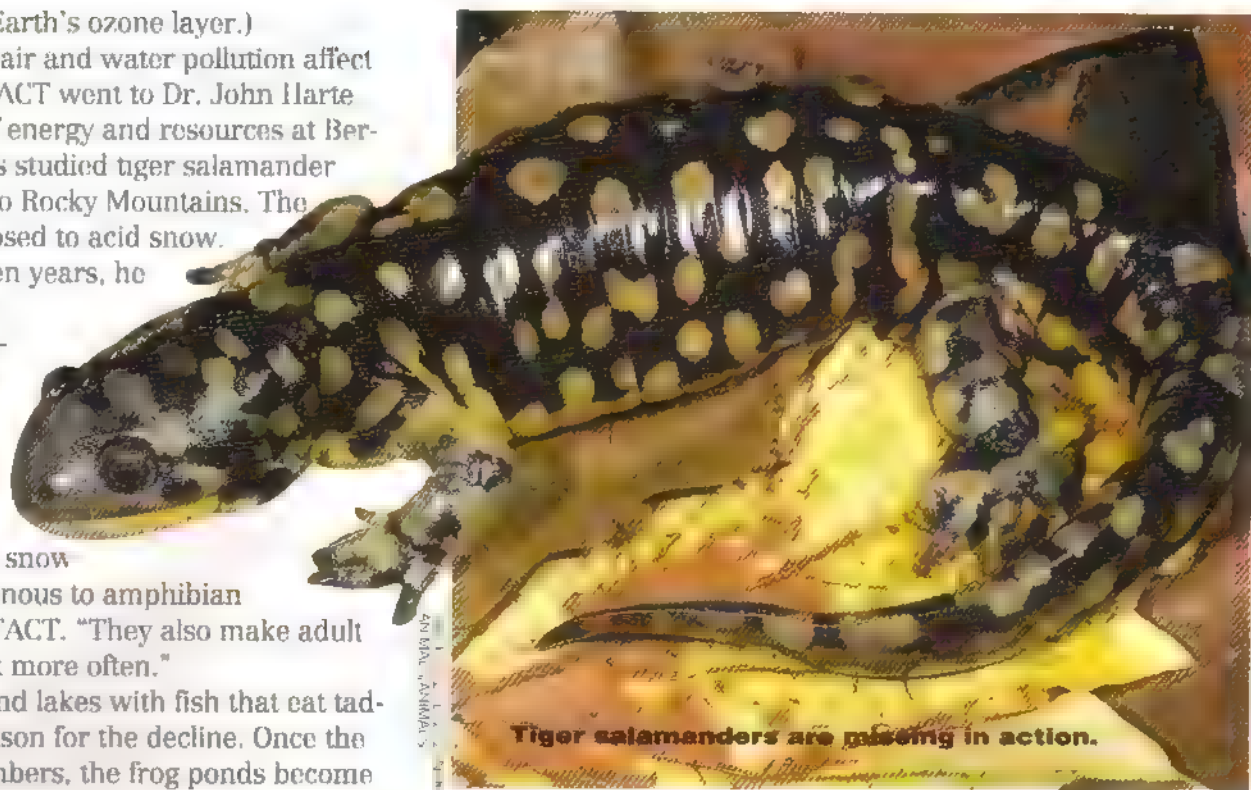 Earth's ozone layer.)
air and water pollution affect
ACT went to Dr. John Harte
energy and resources at Ber-
s studied tiger salamander
o Rocky Mountains. The
osed to acid snow.
en years, he
snow
nous to amphibian
ACT. "They also make adult
more often."
nd lakes with fish that eat tad-
son for the decline. Once the
nbers, the frog ponds become
ANIMALS ANIMALS
Tiger salamanders are missing in action.